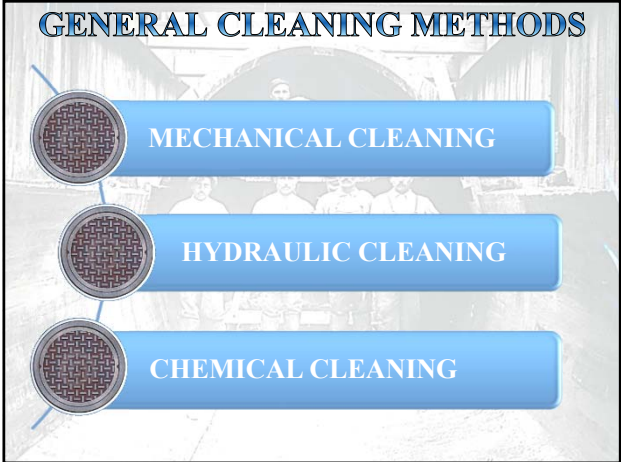 GENERAL CLEANING METHODS
MECHANICAL CLEANING
HYDRAULIC CLEANING
CHEMICAL CLEANING